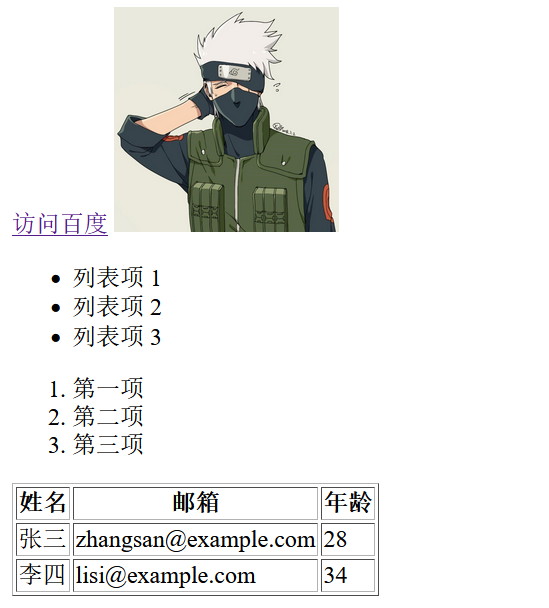 访问百度
• 列表项 1
• 列表项 2
• 列表项 3
1. 第一项
2. 第二项
3. 第三项
姓名 邮箱 年龄
张三 zhangsan@example.com 28
李四 lisi@example.com 34